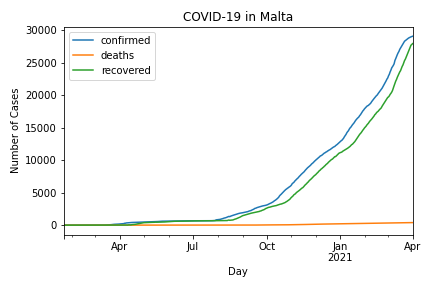 COVID-19 in Malta
confirmed
deaths
recovered
Number of Cases
30000
25000
20000
15000
10000
5000
0
Apr
Jul
Oct
Jan
2021
Apr
Day